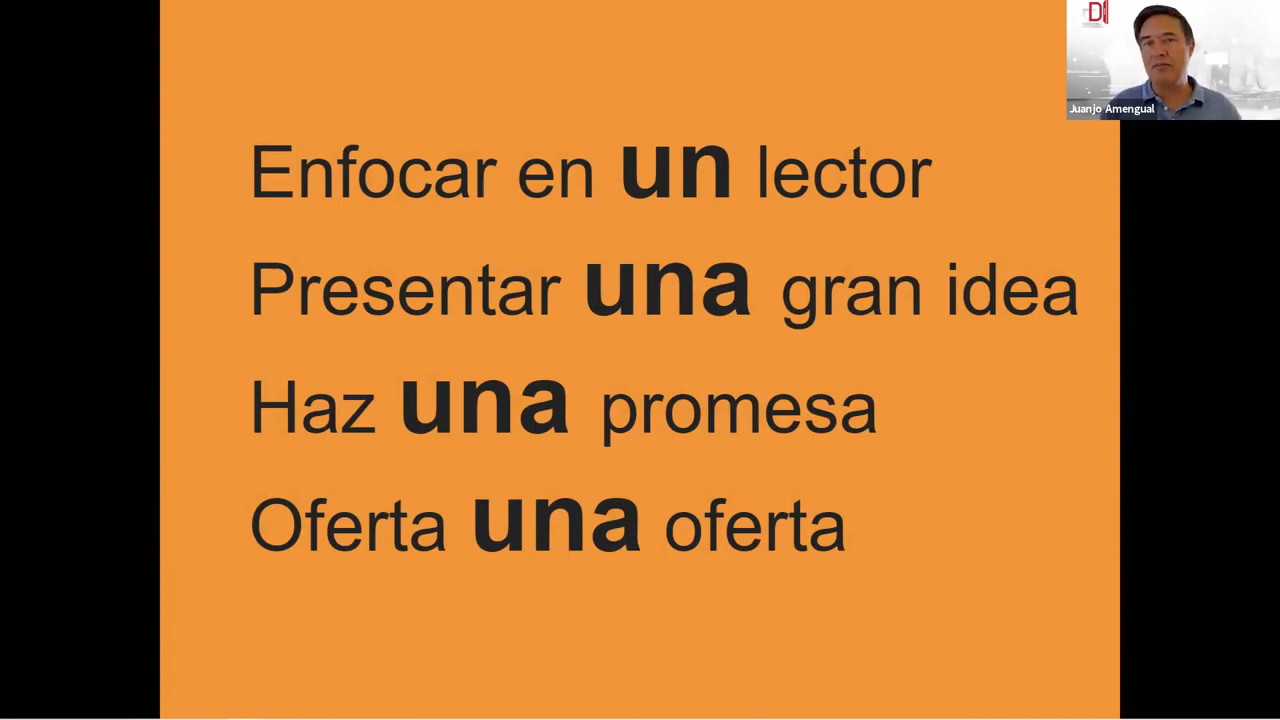 Enfocar en un lector
Presentar una gran idea
Haz una promesa
Oferta una oferta
Juanjo Amengual